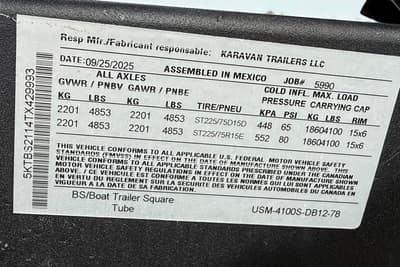 Resp Mfr./Fabricant responsable: KARAVAN TRAILERS LLC
DATE: 09/25/2025 ASSEMBLED IN MEXICO JOB# 5990
ALL AXLES COLD INFL. MAX. LOAD
GVWR / PNBV GAWR / PNBE PRESSURE CARRYING CAP
KG LBS KG LBS TIRE/PNEU KPA PSI KG LBS RIM
2201 4853 2201 4853 ST225/75D15D 448 65 18604100 15x6
2201 4853 2201 4853 ST225/75R15E 552 80 18604100 15x6
THIS VEHICLE CONFORMS TO ALL APPLICABLE U.S. FEDERAL MOTOR VEHICLE SAFETY
STANDARDS (FMVSS) IN EFFECT ON THE DATE OF MANUFACTURE SHOWN ABOVE.
THIS VEHICLE CONFORMS TO ALL APPLICABLE STANDARDS PRESCRIBED UNDER THE CANADIAN MOTOR VEHICLE SAFETY REGULATIONS IN EFFECT ON THE DATE OF MANUFACTURE
/ CE VEHICULE EST CONFORME A TOUTES LES NORMES QUI LUI SONT APPLICABLES
EN VERTU DU REGLEMENT SUR LA SECURITE DES VEHICULES AUTOMOBILES DU CANADA EN
VIGUEUR A LA DATE DE SA FABRICATION
BS/Boat Trailer Square
Tube USM-4100S-DB12-78
5KTBS2114TX429993